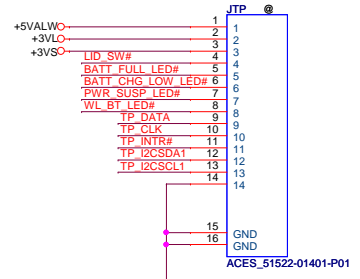 JTP @
+5VALW 1 1
+3VL 2 2
+3VS 3 3
LID_SW# 4 4
BATT_FULL_LED# 5 5
BATT_CHG_LOW_LED# 6 6
PWR_SUSP_LED# 7 7
WL_BT_LED# 8 8
TP_DATA 9 9
TP_CLK 10 10
TP_INTR# 11 11
TP_I2CSDA1 12 12
TP_I2CSCL1 13 13
14 14
15 GND
16 GND
ACES_51522-01401-P01